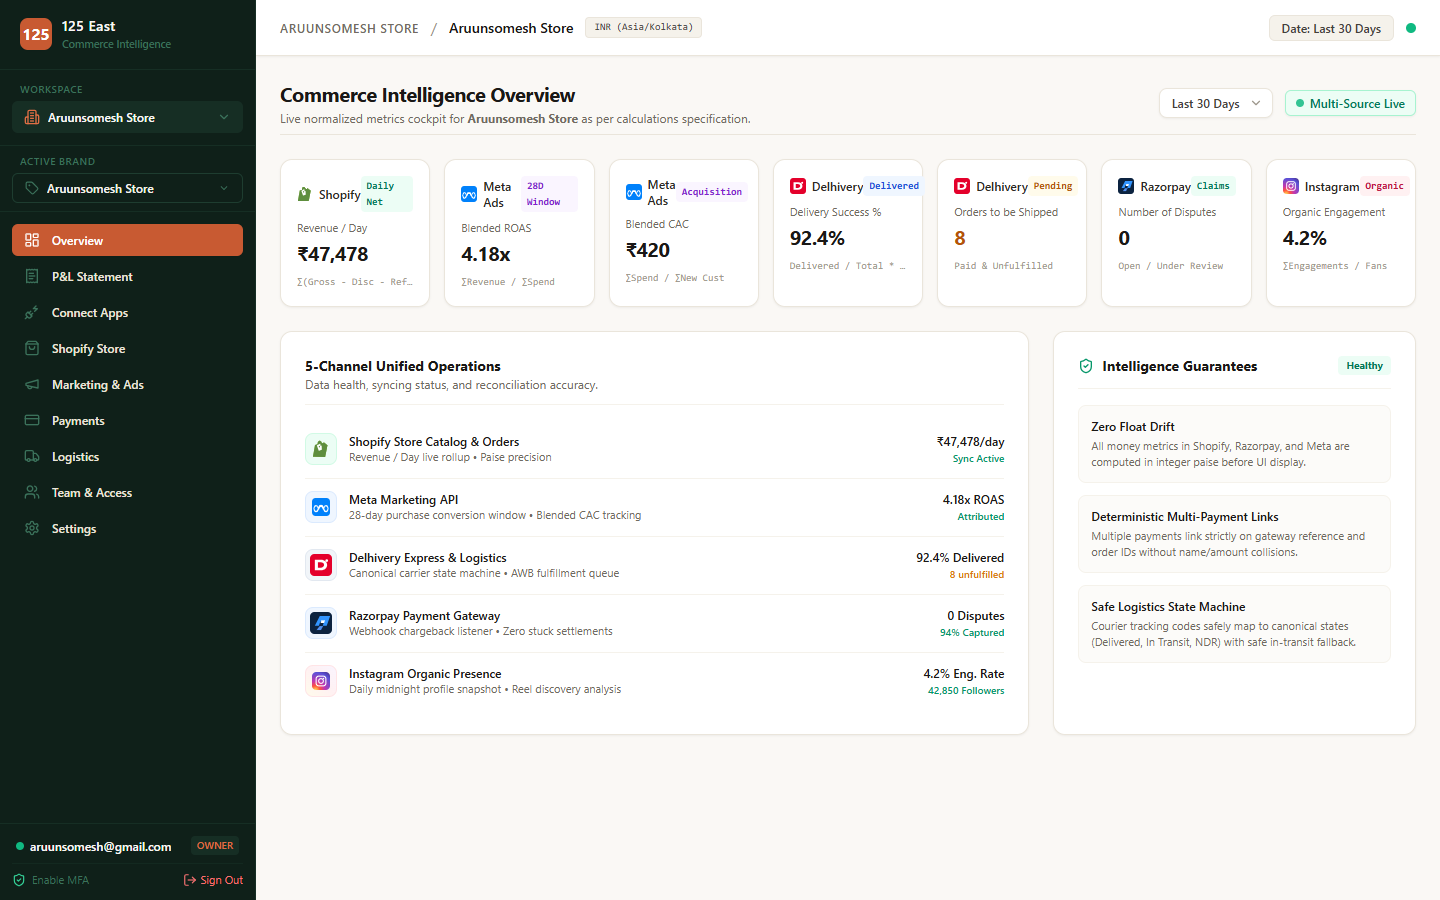 125
125 East
Commerce Intelligence
WORKSPACE
Aruunsomesh Store
ACTIVE BRAND
Aruunsomesh Store
Overview
P&L Statement
Connect Apps
Shopify Store
Marketing & Ads
Payments
Logistics
Team & Access
Settings
aruunsomesh@gmail.com
OWNER
Enable MFA
Sign Out
ARUUNSOMESH STORE / Aruunsomesh Store INR (Asia/Kolkata)
Date: Last 30 Days
Commerce Intelligence Overview
Live normalized metrics cockpit for Aruunsomesh Store as per calculations specification.
Last 30 Days
Multi-Source Live
Shopify
Daily
Net
Revenue / Day
₹47,478
Σ(Gross - Disc - Ref…
Meta
Ads
28D
Window
Blended ROAS
4.18x
ΣRevenue / ΣSpend
Meta
Ads
Acquisition
Blended CAC
₹420
ΣSpend / ΣNew Cust
Delhivery
Delivered
Delivery Success %
92.4%
Delivered / Total * …
Delhivery
Pending
Orders to be Shipped
8
Paid & Unfulfilled
Razorpay
Claims
Number of Disputes
0
Open / Under Review
Instagram
Organic
Organic Engagement
4.2%
ΣEngagements / Fans
5-Channel Unified Operations
Data health, syncing status, and reconciliation accuracy.
Shopify Store Catalog & Orders
Revenue / Day live rollup • Paise precision
₹47,478/day
Sync Active
Meta Marketing API
28-day purchase conversion window • Blended CAC tracking
4.18x ROAS
Attributed
Delhivery Express & Logistics
Canonical carrier state machine • AWB fulfillment queue
92.4% Delivered
8 unfulfilled
Razorpay Payment Gateway
Webhook chargeback listener • Zero stuck settlements
0 Disputes
94% Captured
Instagram Organic Presence
Daily midnight profile snapshot • Reel discovery analysis
4.2% Eng. Rate
42,850 Followers
Intelligence Guarantees
Healthy
Zero Float Drift
All money metrics in Shopify, Razorpay, and Meta are
computed in integer paise before UI display.
Deterministic Multi-Payment Links
Multiple payments link strictly on gateway reference and
order IDs without name/amount collisions.
Safe Logistics State Machine
Courier tracking codes safely map to canonical states
(Delivered, In Transit, NDR) with safe in-transit fallback.